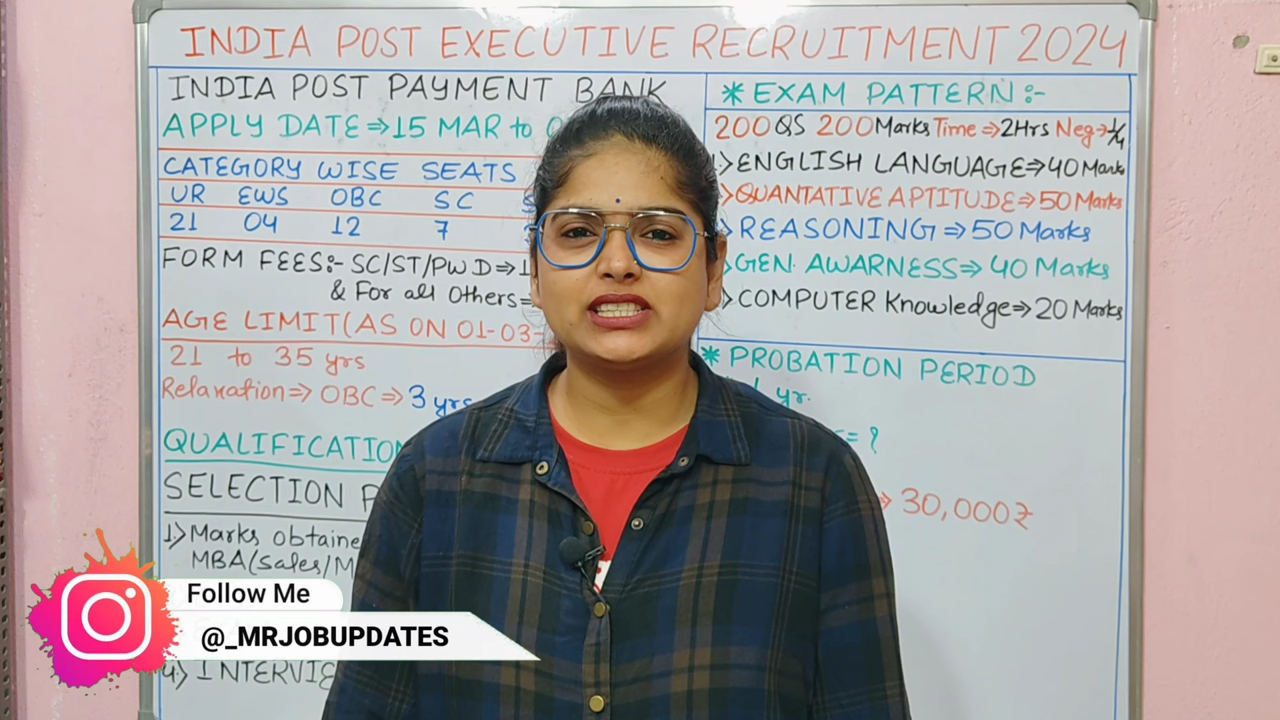 INDIA POST EXECUTIVE RECRUITMENT 2024
INDIA POST PAYMENT BANK
APPLY DATE⇒15 MAR to
CATEGORY WISE SEATS
UR EWS OBC SC
21 04 12 7
FORM FEES:- SC/ST/PWD⇒1
& For all Others=
AGE LIMIT(AS ON 01-03-
21 to 35 yrs
Relaxation⇒ OBC⇒ 3 yrs
QUALIFICATION
SELECTION P
1> Marks obtaine
MBA(Sales/M
4.> INTERVIE
* EXAM PATTERN:-
200 QS 200 Marks Time⇒2Hrs Neg→1/4
> ENGLISH LANGUAGE⇒40 Mark
> QUANTATIVE APTITUDE⇒50 Marks
> REASONING⇒50 Marks
> GEN. AWARNESS⇒ 40 Marks
> COMPUTER Knowledge⇒20 Marks
* PROBATION PERIOD
1 yr.
= ?
30,000₹
Follow Me
@_MRJOBUPDATES